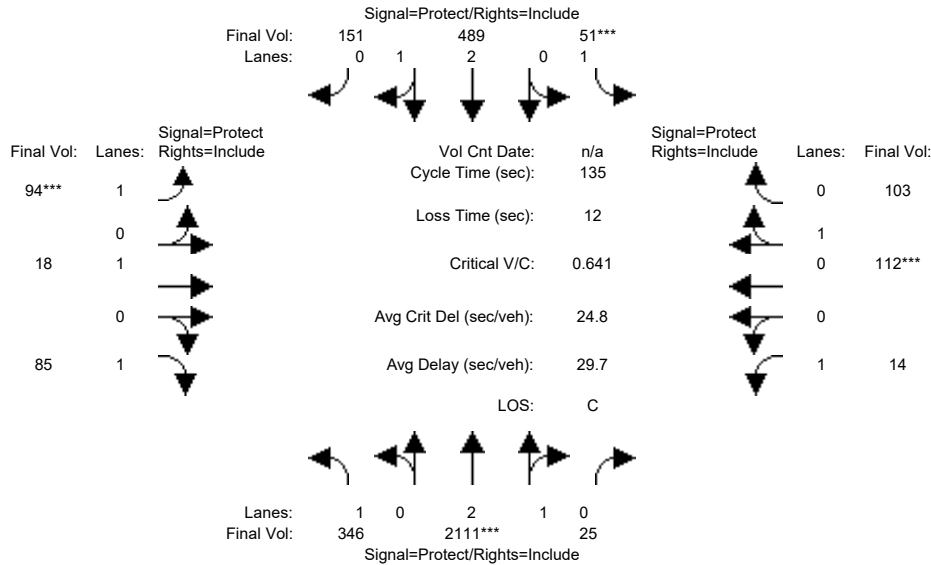 Signal=Protect/Rights=Include
Final Vol: 151 489 51***
Lanes: 0 1 2 0 1
Signal=Protect
Final Vol: Lanes: Rights=Include
Vol Cnt Date: n/a
Signal=Protect
Rights=Include Lanes: Final Vol:
Cycle Time (sec): 135
94*** 1
0 103
Loss Time (sec): 12
0
1
18 1
Critical V/C: 0.641
0 112***
0
Avg Crit Del (sec/veh): 24.8
0
85 1
Avg Delay (sec/veh): 29.7
1 14
LOS: C
Lanes: 1 0 2 1 0
Final Vol: 346 2111*** 25
Signal=Protect/Rights=Include